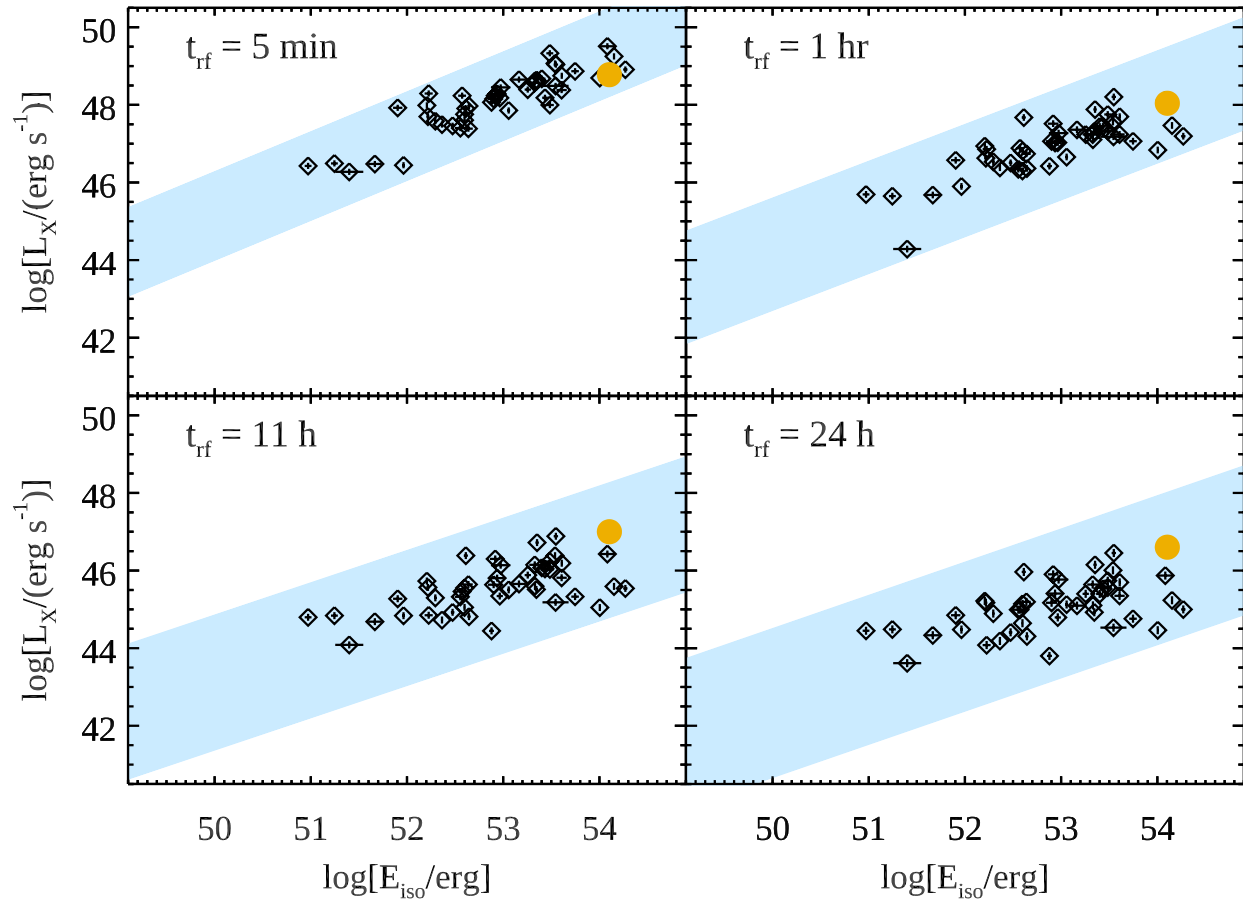 t_rf = 5 min
t_rf = 1 hr
50
48
46
44
42
log[L_X/(erg s^-1)]
t_rf = 11 h
t_rf = 24 h
50
48
46
44
42
log[L_X/(erg s^-1)]
50 51 52 53 54
50 51 52 53 54
log[E_iso/erg]
log[E_iso/erg]